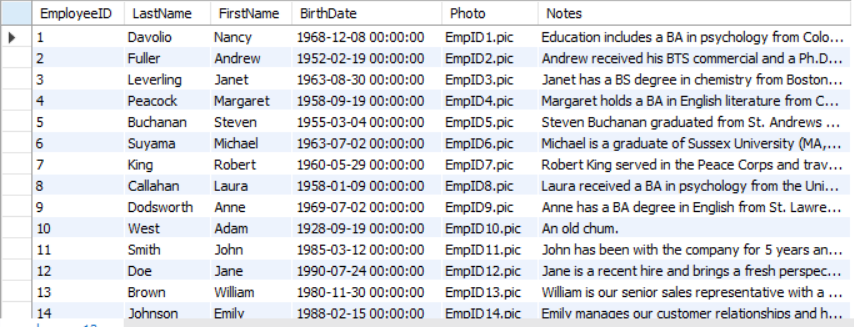 EmployeeID LastName FirstName BirthDate Photo Notes
1 Davolio Nancy 1968-12-08 00:00:00 EmpID1.pic Education includes a BA in psychology from Colo...
2 Fuller Andrew 1952-02-19 00:00:00 EmpID2.pic Andrew received his BTS commercial and a Ph.D...
3 Leverling Janet 1963-08-30 00:00:00 EmpID3.pic Janet has a BS degree in chemistry from Boston...
4 Peacock Margaret 1958-09-19 00:00:00 EmpID4.pic Margaret holds a BA in English literature from C...
5 Buchanan Steven 1955-03-04 00:00:00 EmpID5.pic Steven Buchanan graduated from St. Andrews ...
6 Suyama Michael 1963-07-02 00:00:00 EmpID6.pic Michael is a graduate of Sussex University (MA,...
7 King Robert 1960-05-29 00:00:00 EmpID7.pic Robert King served in the Peace Corps and trav...
8 Callahan Laura 1958-01-09 00:00:00 EmpID8.pic Laura received a BA in psychology from the Uni...
9 Dodsworth Anne 1969-07-02 00:00:00 EmpID9.pic Anne has a BA degree in English from St. Lawre...
10 West Adam 1928-09-19 00:00:00 EmpID10.pic An old chum.
11 Smith John 1985-03-12 00:00:00 EmpID11.pic John has been with the company for 5 years an...
12 Doe Jane 1990-07-24 00:00:00 EmpID12.pic Jane is a recent hire and brings a fresh perspec...
13 Brown William 1980-11-30 00:00:00 EmpID13.pic William is our senior sales representative with a ...
14 Johnson Emily 1988-02-15 00:00:00 EmpID14.pic Emily manages our customer relationships and h...